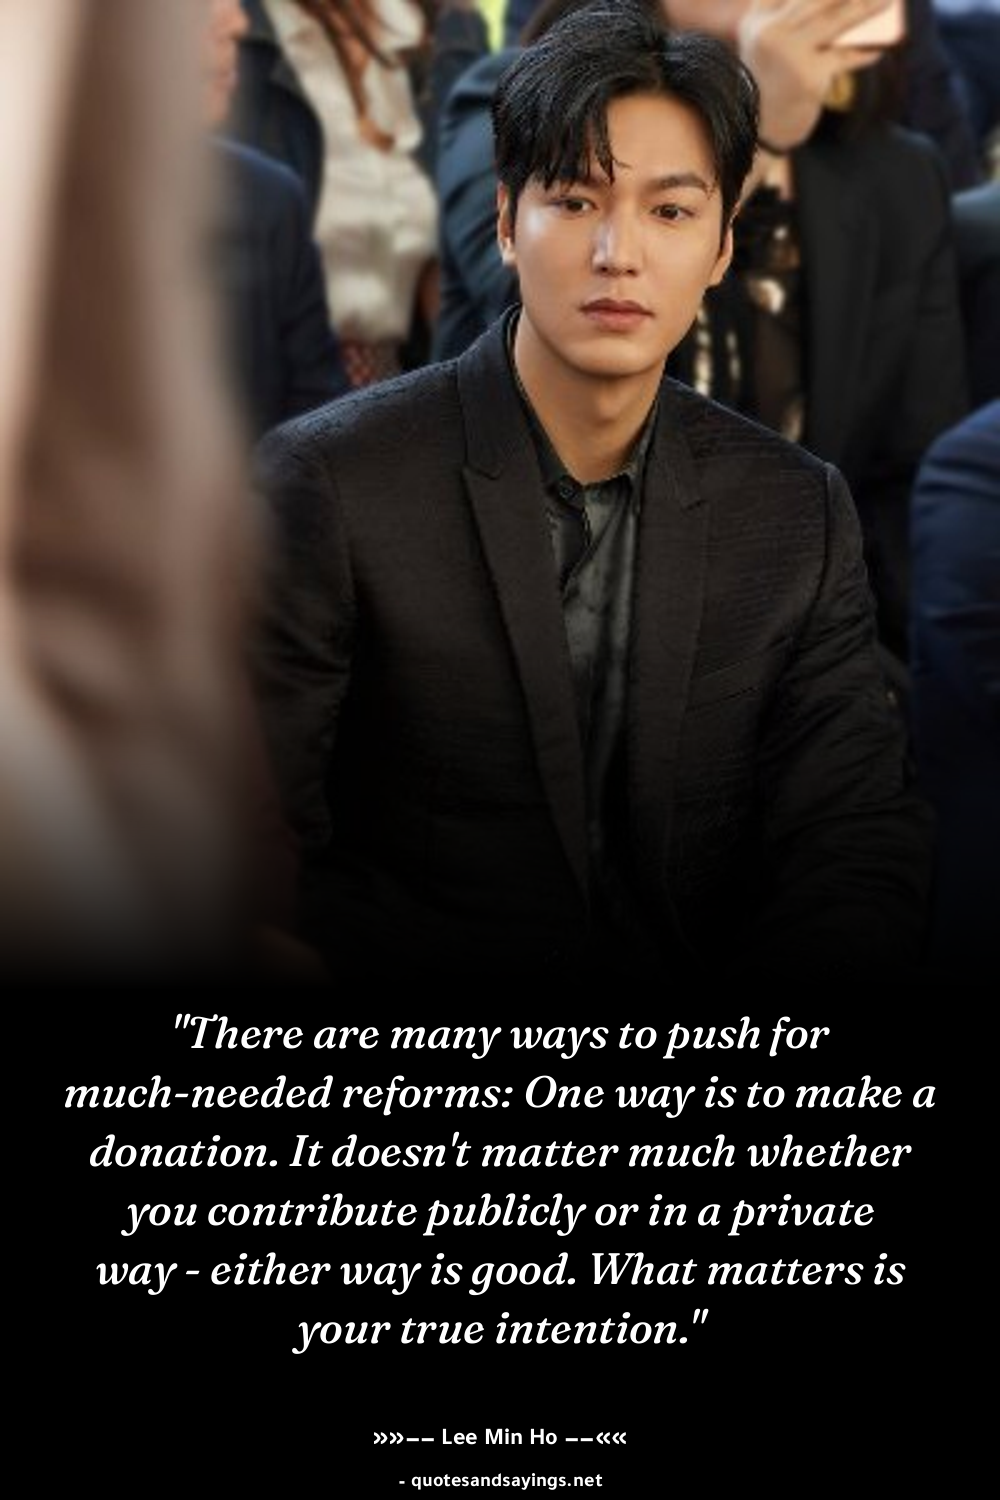 "There are many ways to push for
much-needed reforms: One way is to make a
donation. It doesn't matter much whether
you contribute publicly or in a private
way - either way is good. What matters is
your true intention."
»»−− Lee Min Ho −−««
- quotesandsayings.net